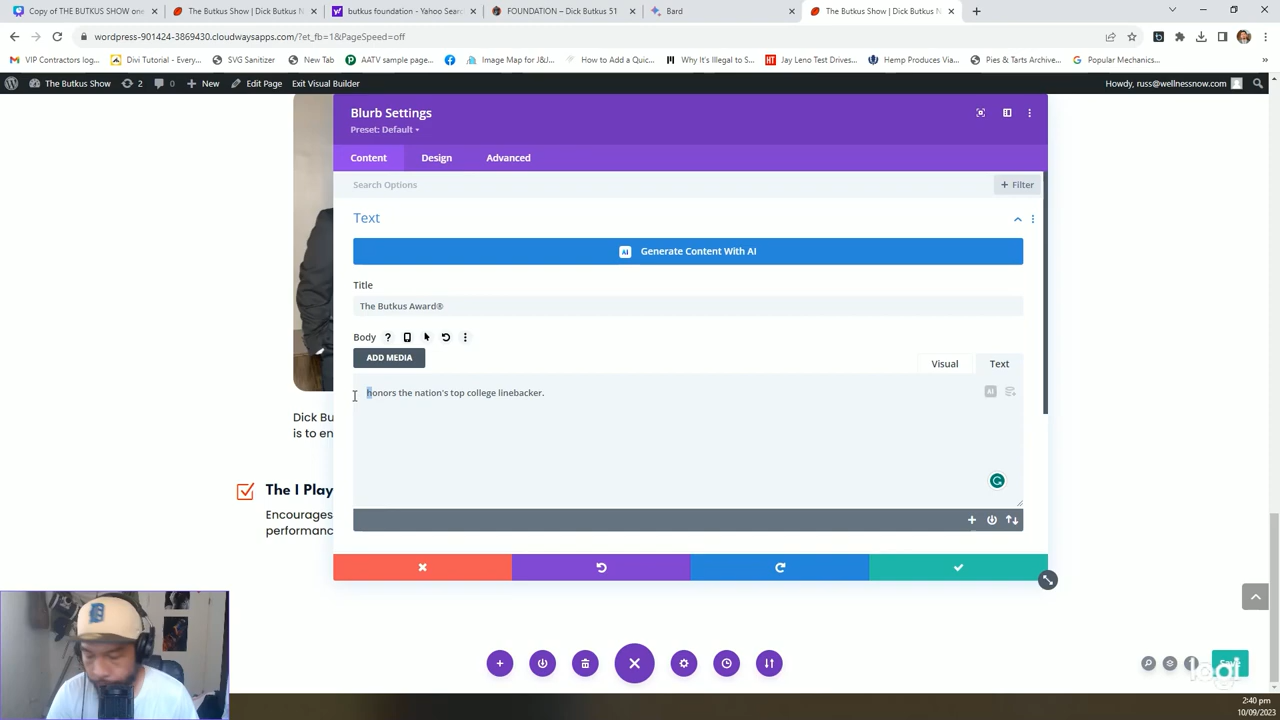 Copy of THE BUTKUS SHOW one
The Butkus Show | Dick Butkus N
butkus foundation - Yahoo Sear
FOUNDATION – Dick Butkus 51
Bard
The Butkus Show | Dick Butkus N
wordpress-901424-3869430.cloudwaysapps.com/?et_fb=1&PageSpeed=off
VIP Contractors log...
Divi Tutorial - Every...
SVG Sanitizer
New Tab
AATV sample page...
Image Map for J&J...
How to Add a Quic...
Why It's Illegal to S...
Jay Leno Test Drives...
Hemp Produces Via...
Pies & Tarts Archive...
Popular Mechanics...
The Butkus Show
2
0
New
Edit Page
Exit Visual Builder
Howdy, russ@wellnessnow.com
Blurb Settings
Preset: Default
Content
Design
Advanced
Search Options
+ Filter
Text
AI Generate Content With AI
Title
The Butkus Award®
Body
ADD MEDIA
Visual
Text
honors the nation's top college linebacker.
AI
Dick Bu
is to en
The I Play
Encourages
performanc
Save
2:40 pm
10/09/2023